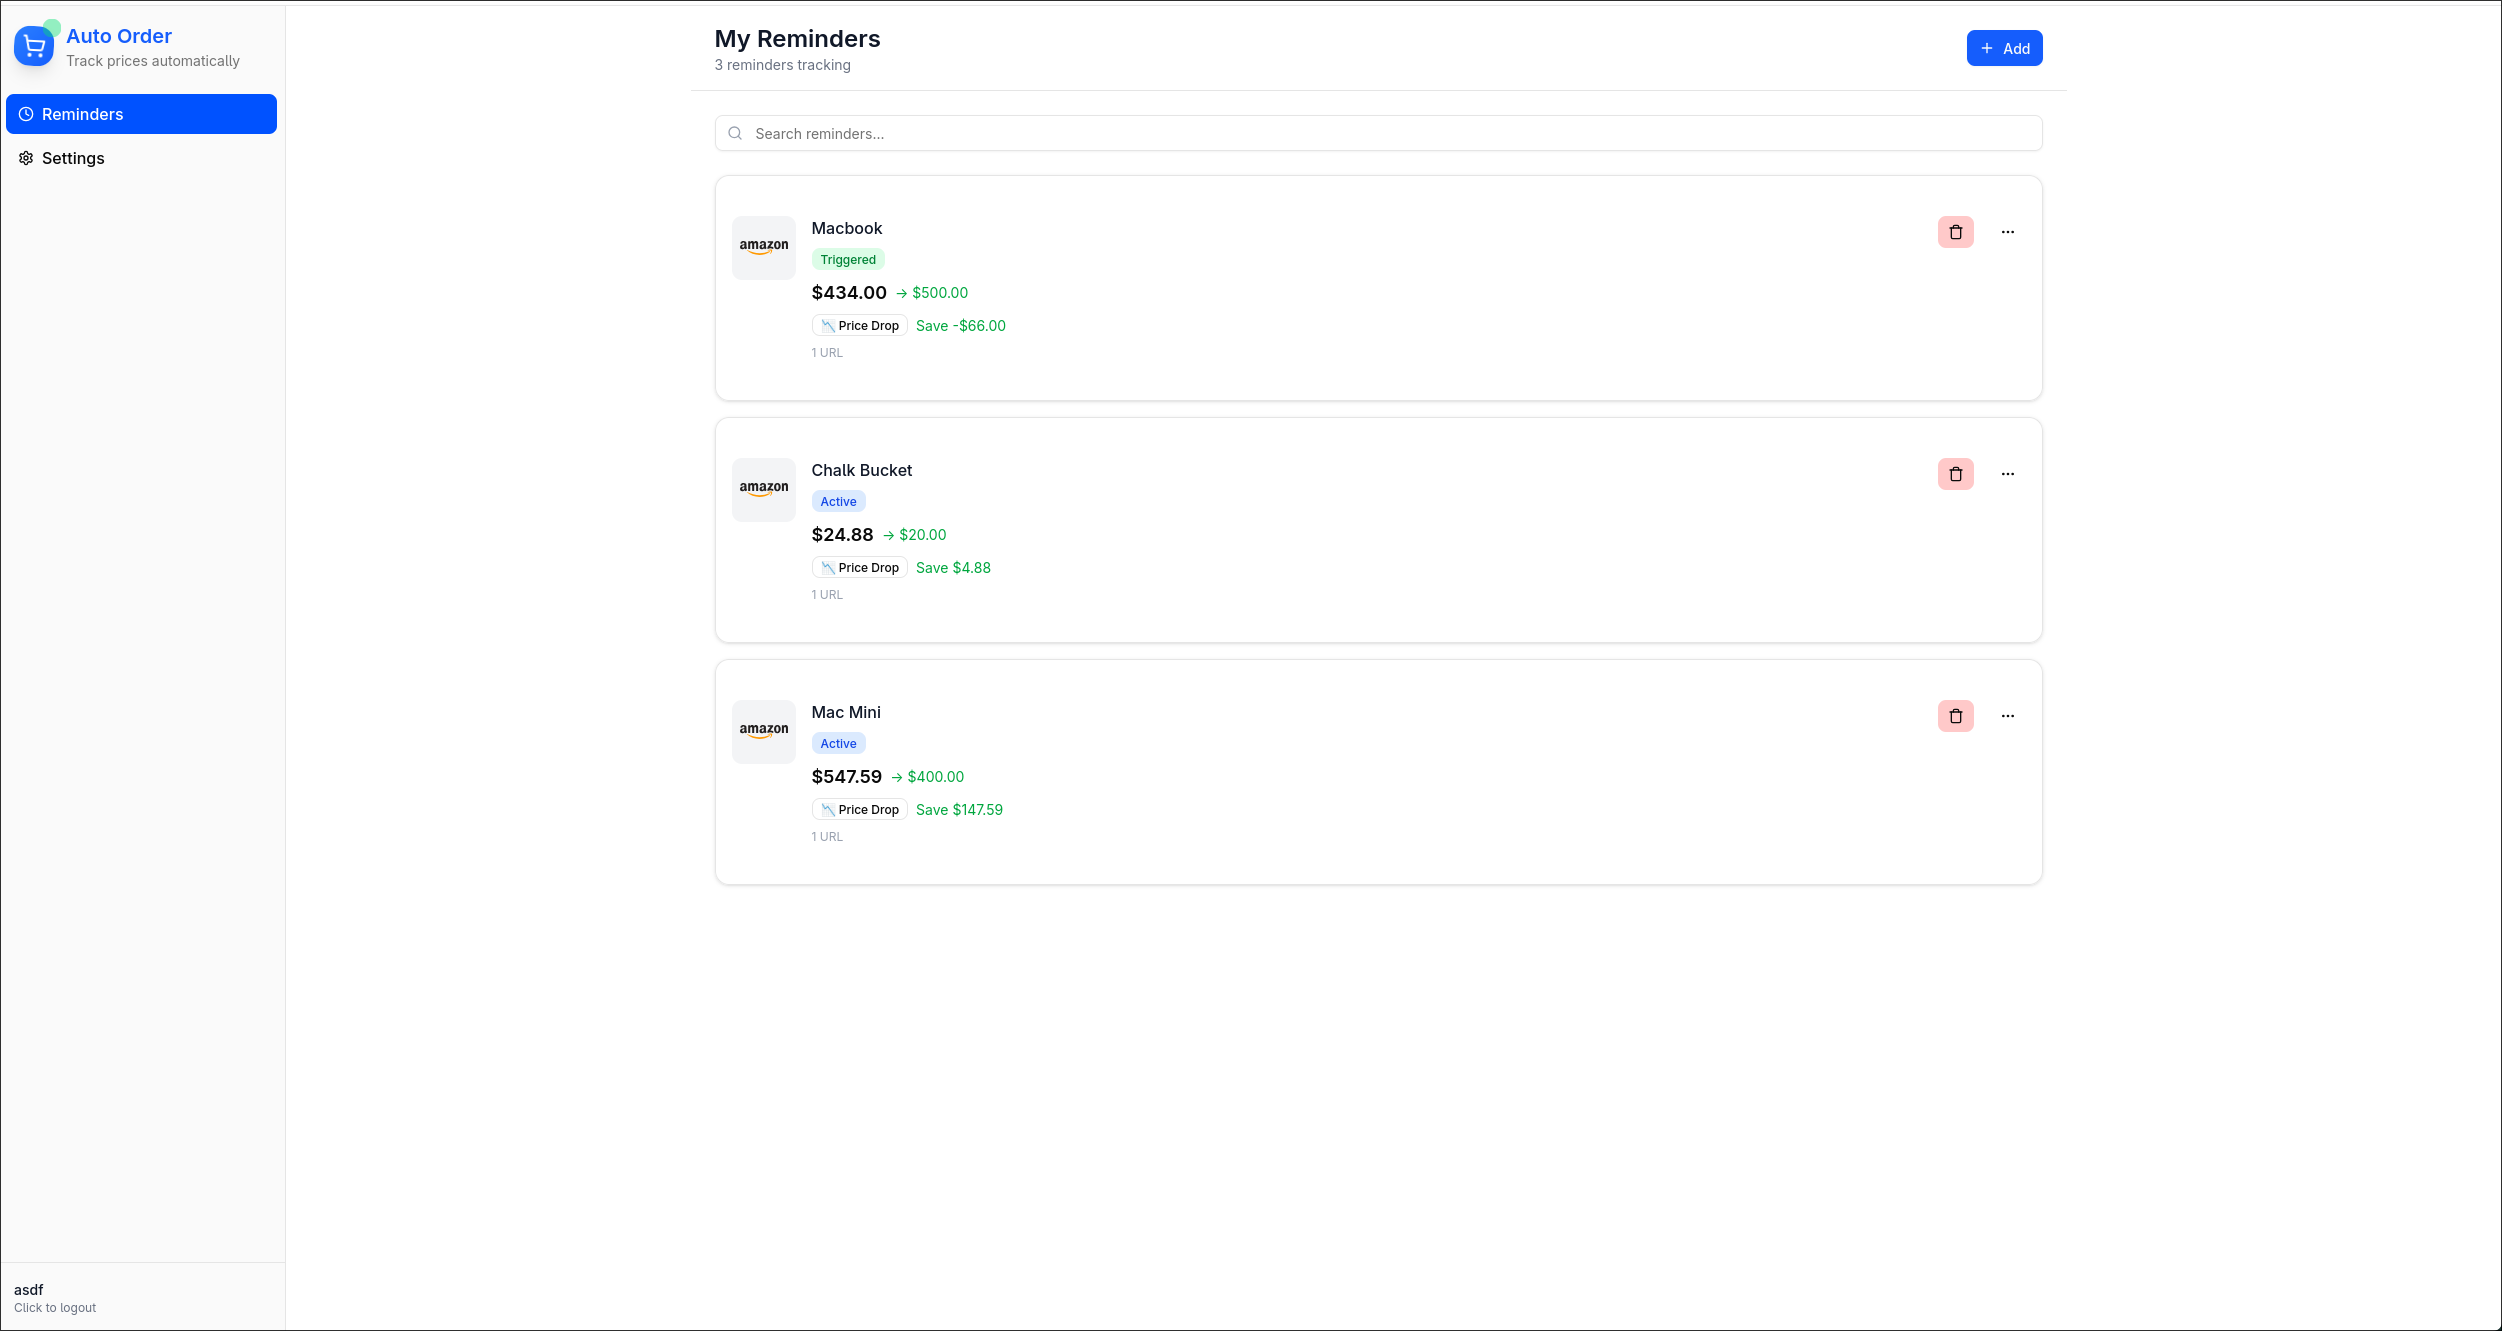 Auto Order
Track prices automatically
Reminders
Settings
asdf
Click to logout
My Reminders
3 reminders tracking
Add
Search reminders...
amazon
Macbook
Triggered
$434.00 → $500.00
Price Drop Save -$66.00
1 URL
amazon
Chalk Bucket
Active
$24.88 → $20.00
Price Drop Save $4.88
1 URL
amazon
Mac Mini
Active
$547.59 → $400.00
Price Drop Save $147.59
1 URL